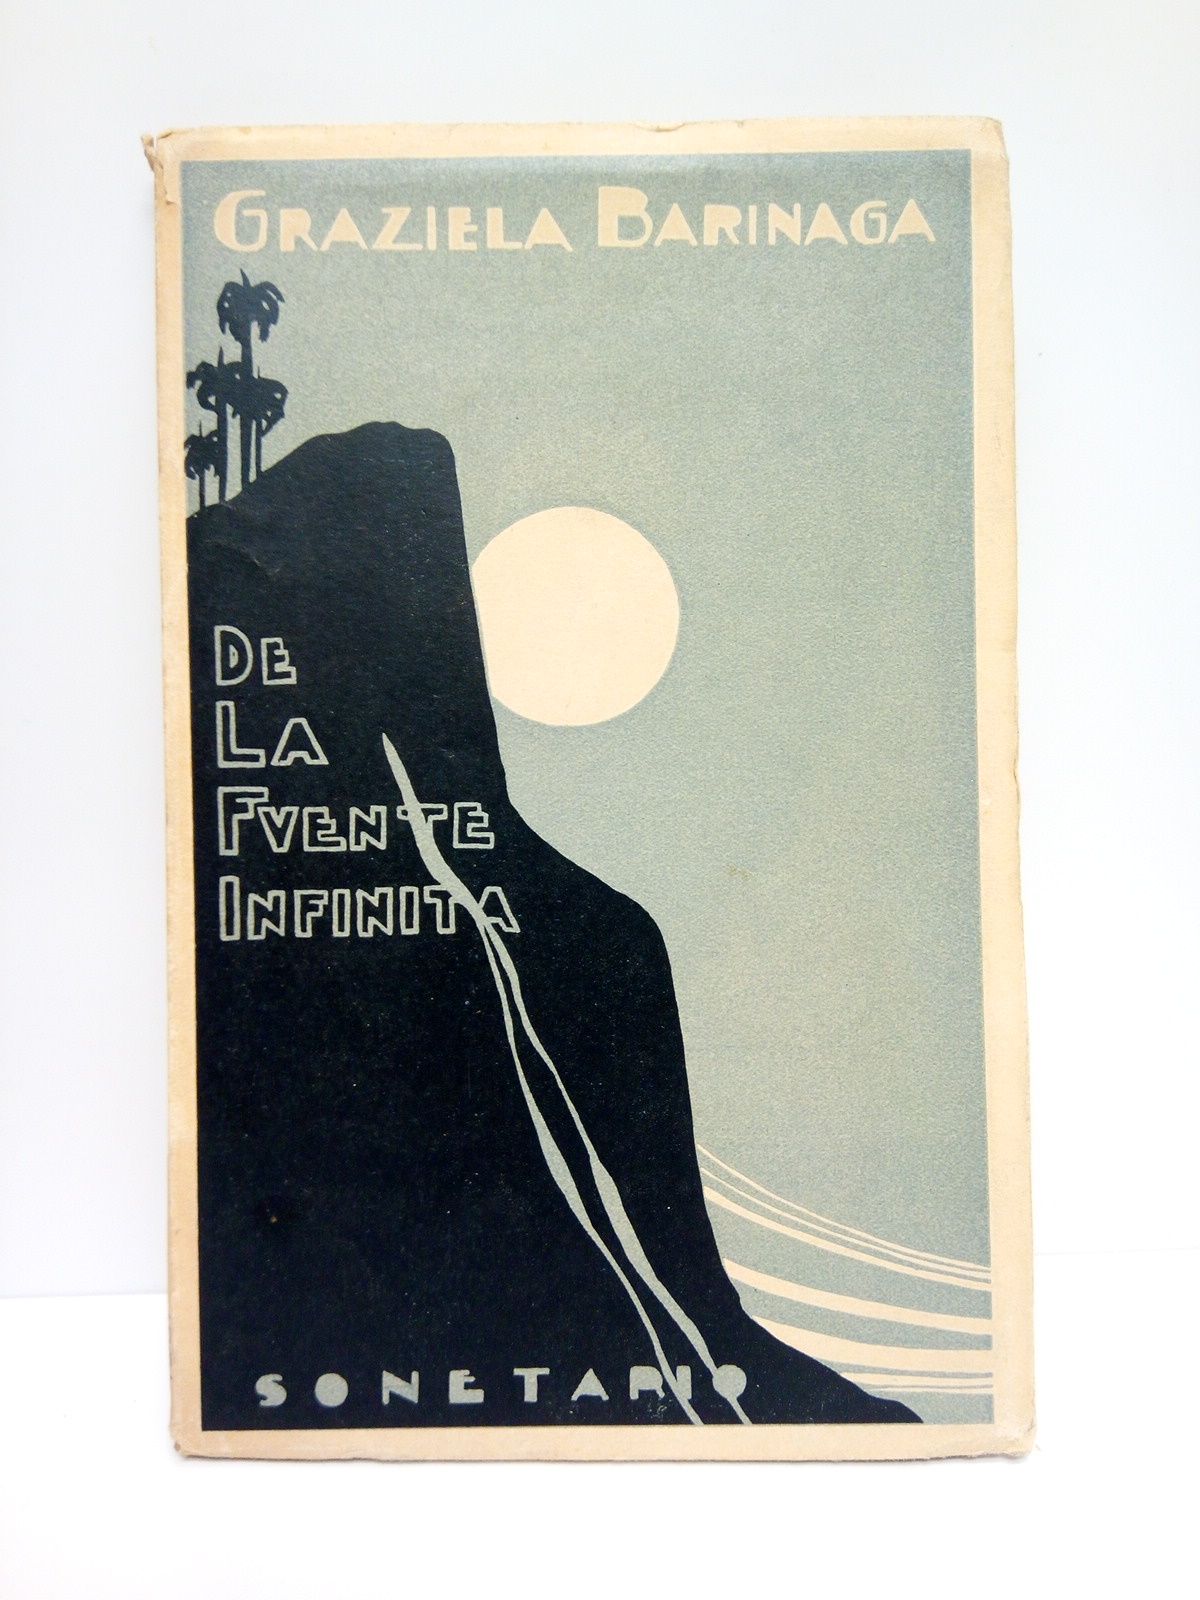 GRAZIELA BARINAGA
DE
LA
FVENTE
INFINITA
SONETARIO